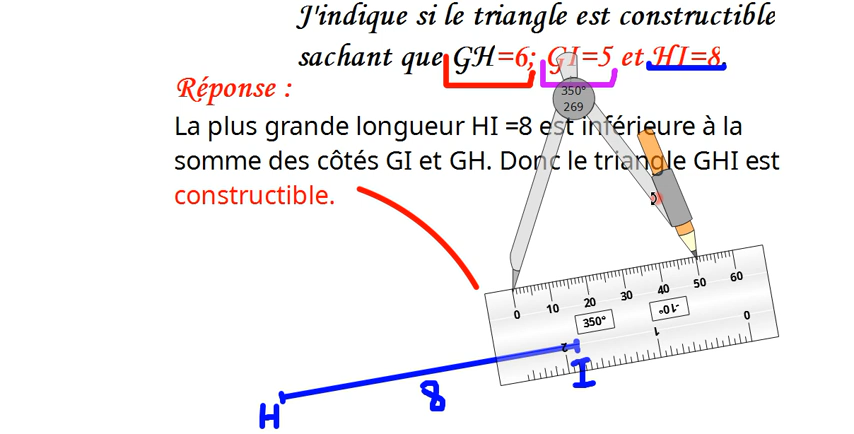 J'indique si le triangle est constructible
sachant que GH=6; GI=5 et HI=8.
Réponse :
La plus grande longueur HI =8 est inférieure à la
somme des côtés GI et GH. Donc le triangle GHI est
constructible.
350°
269
0 10 20 30 40 50 60
350° -10°
2 1 0
H 8 I